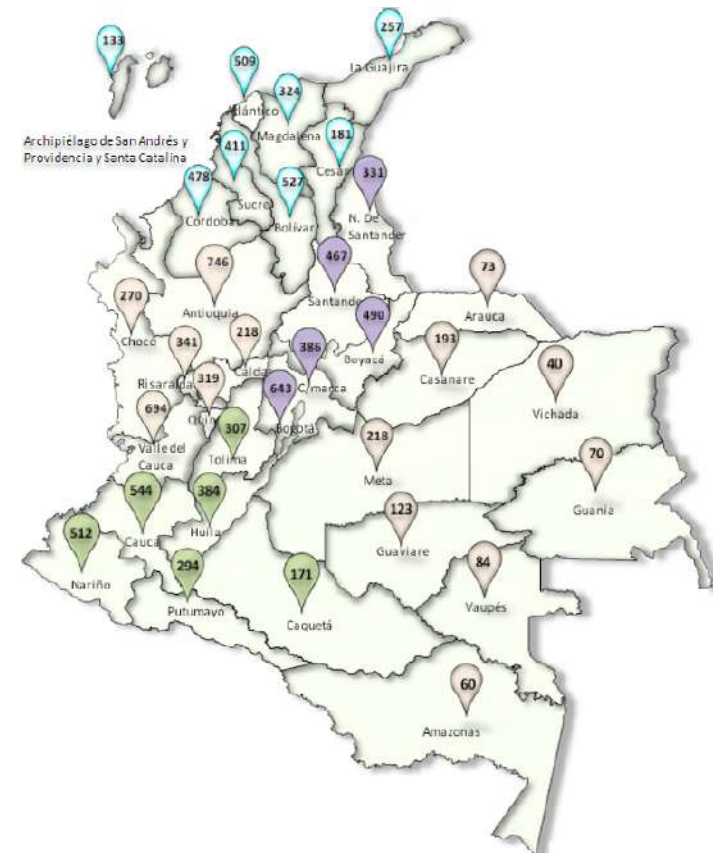 133
257
La Guajira
509
324
Atlántico
Magdalena
181
Archipiélago de San Andrés y
Providencia y Santa Catalina
411
Cesar
331
478
527
Sucre
Córdoba
Bolívar
N. De
Santander
746
467
73
270
Santander
Antioquia
490
Arauca
Chocó
341
218
386
193
Boyacá
Caldas
40
Risaralda
319
C/marca
Casanare
643
694
Quin
Vichada
307
Bogotá
Valle del
Cauca
Tolima
218
70
Meta
544
384
Guania
123
512
Cauca
Huila
Guaviare
294
171
84
Nariño
Putumayo
Caquetá
Vaupés
60
Amazonas